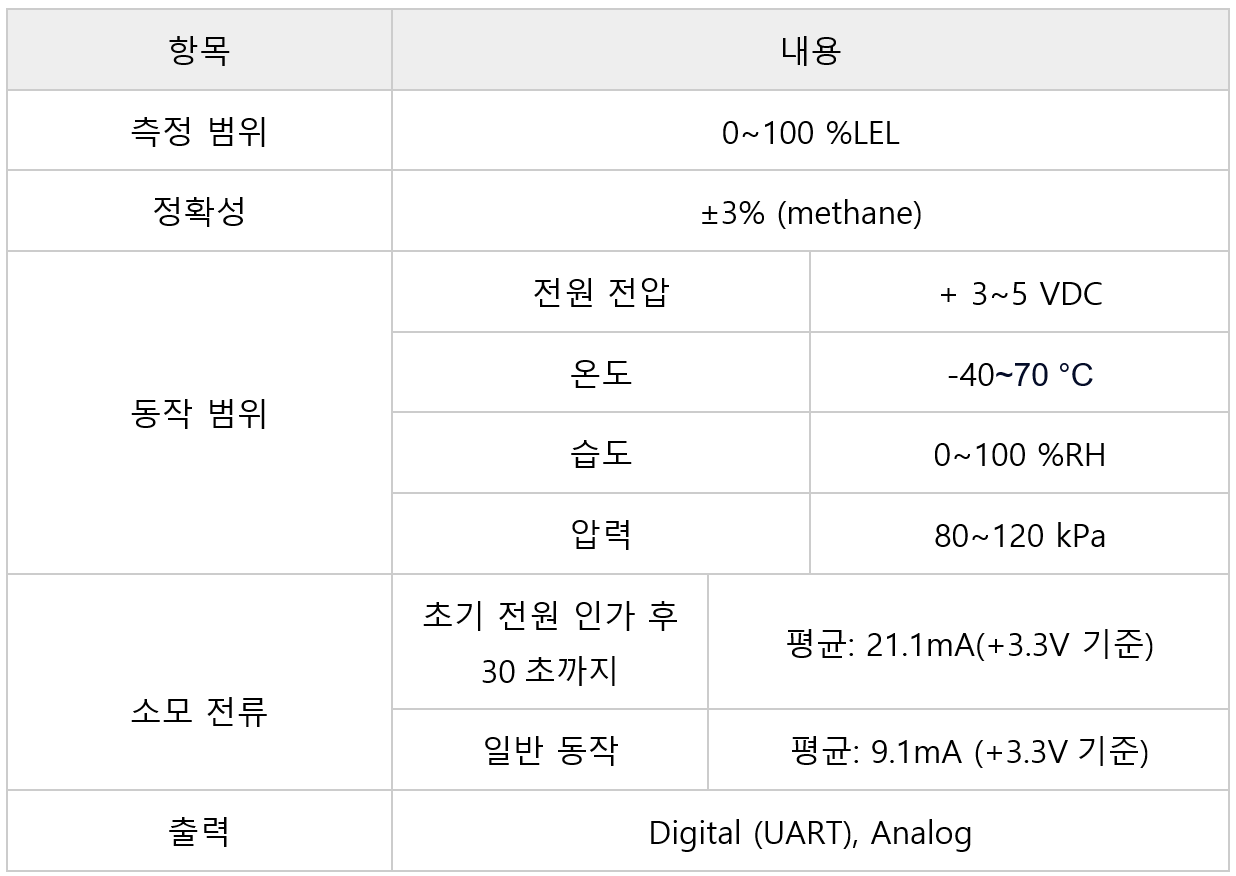 항목 내용
측정 범위 0~100 %LEL
정확성 ±3% (methane)
동작 범위
전원 전압 + 3~5 VDC
온도 -40~70 °C
습도 0~100 %RH
압력 80~120 kPa
소모 전류
초기 전원 인가 후
30 초까지
평균: 21.1mA(+3.3V 기준)
일반 동작 평균: 9.1mA (+3.3V 기준)
출력 Digital (UART), Analog